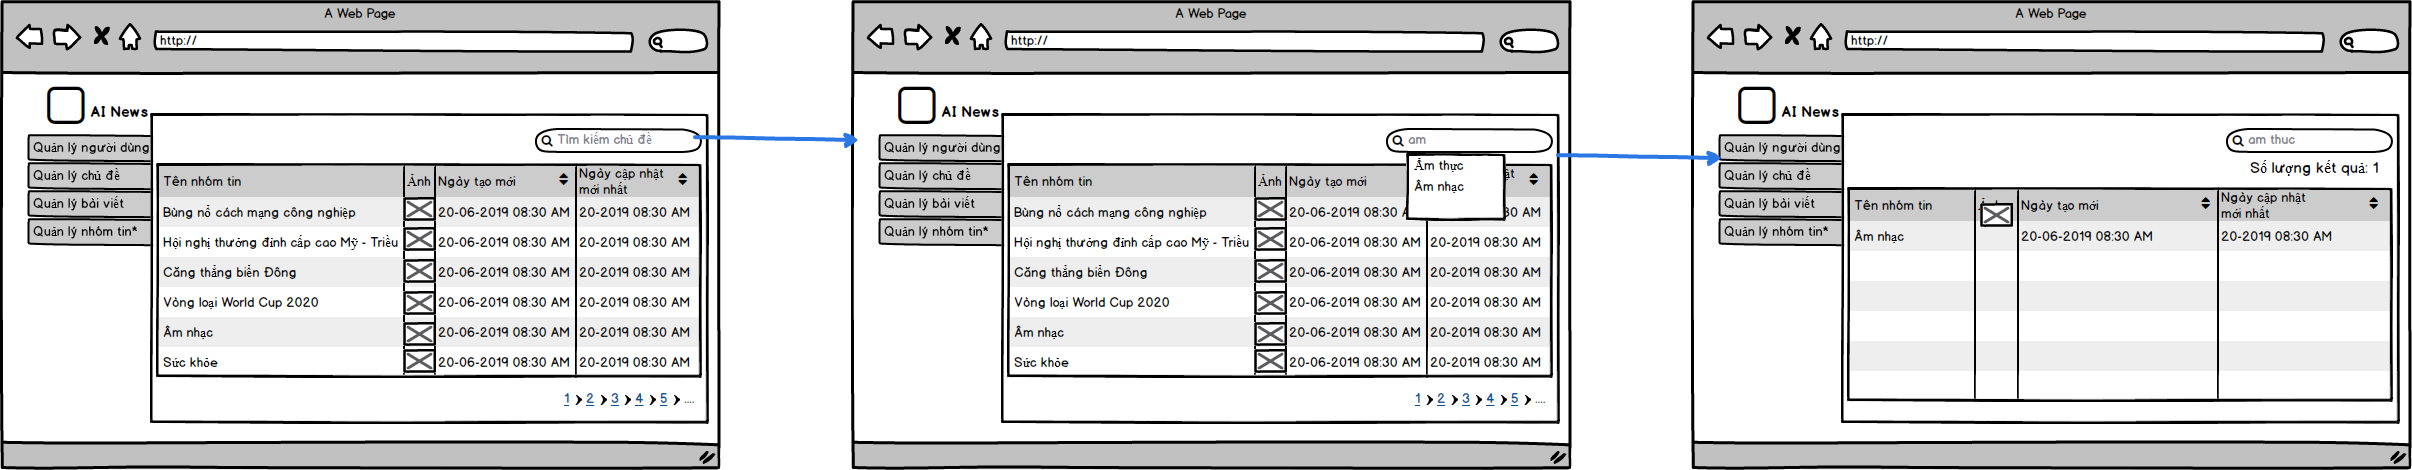 A Web Page
http://
AI News
Quản lý người dùng
Quản lý chủ đề
Quản lý bài viết
Quản lý nhóm tin*
Tìm kiếm chủ đề
Tên nhóm tin Ảnh Ngày tạo mới Ngày cập nhật
mới nhất
Bùng nổ cách mạng công nghiệp 20-06-2019 08:30 AM 20-2019 08:30 AM
Hội nghị thưởng đỉnh cấp cao Mỹ - Triều 20-06-2019 08:30 AM 20-2019 08:30 AM
Căng thẳng biển Đông 20-06-2019 08:30 AM 20-2019 08:30 AM
Vòng loại World Cup 2020 20-06-2019 08:30 AM 20-2019 08:30 AM
Âm nhạc 20-06-2019 08:30 AM 20-2019 08:30 AM
Sức khỏe 20-06-2019 08:30 AM 20-2019 08:30 AM
1 2 3 4 5 ....
A Web Page
http://
AI News
Quản lý người dùng
Quản lý chủ đề
Quản lý bài viết
Quản lý nhóm tin*
am
Ẩm thực
Âm nhạc
Tên nhóm tin Ảnh Ngày tạo mới
Bùng nổ cách mạng công nghiệp 20-06-2019 08:30 08:30 AM
Hội nghị thưởng đỉnh cấp cao Mỹ - Triều 20-06-2019 08:30 AM 20-2019 08:30 AM
Căng thẳng biển Đông 20-06-2019 08:30 AM 20-2019 08:30 AM
Vòng loại World Cup 2020 20-06-2019 08:30 AM 20-2019 08:30 AM
Âm nhạc 20-06-2019 08:30 AM 20-2019 08:30 AM
Sức khỏe 20-06-2019 08:30 AM 20-2019 08:30 AM
1 2 3 4 5 ....
A Web Page
http://
AI News
Quản lý người dùng
Quản lý chủ đề
Quản lý bài viết
Quản lý nhóm tin*
am thuc
Số lượng kết quả: 1
Tên nhóm tin Ngày tạo mới Ngày cập nhật
mới nhất
Âm nhạc 20-06-2019 08:30 AM 20-2019 08:30 AM